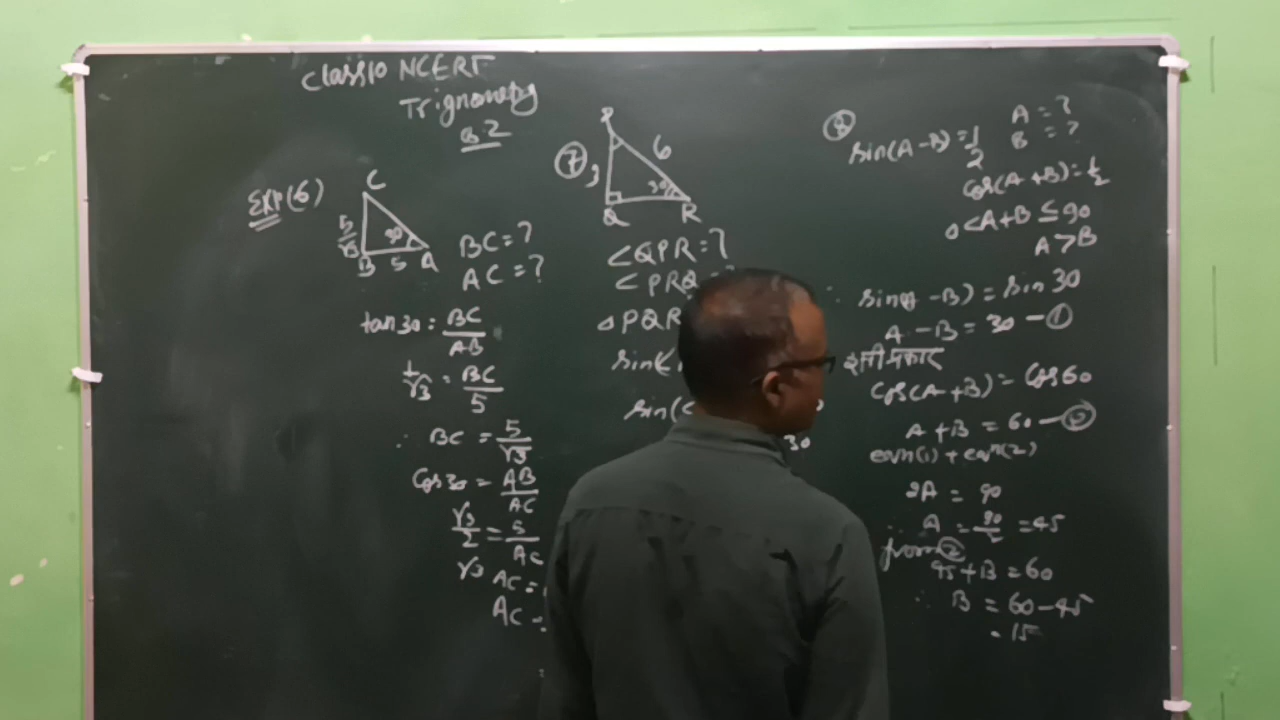 Class10 NCERT
Trignomety
8.2
EXP(6)
C
5/√3
30
B 5 A
BC = ?
AC = ?
tan 30 = BC/AB
1/√3 = BC/5
∴ BC = 5/√3
Cos 30 = AB/AC
√3/2 = 5/AC
√3 AC =
AC =
7
P
3
6
30
Q R
∠QPR = ?
∠PRQ = ?
△PQR
sin(
sin(
30
8
sin(A-B) = 1/2
A = ?
B = ?
Cos(A+B) = 1/2
0<A+B ≤ 90
A > B
∴ sin(A-B) = sin 30
A - B = 30 - ①
इसी प्रकार
Cos(A+B) = Cos 60
A + B = 60 - ②
eqn(1) + eqn(2)
2A = 90
∴ A = 90/2 = 45
from ②
45 + B = 60
∴ B = 60 - 45
= 15